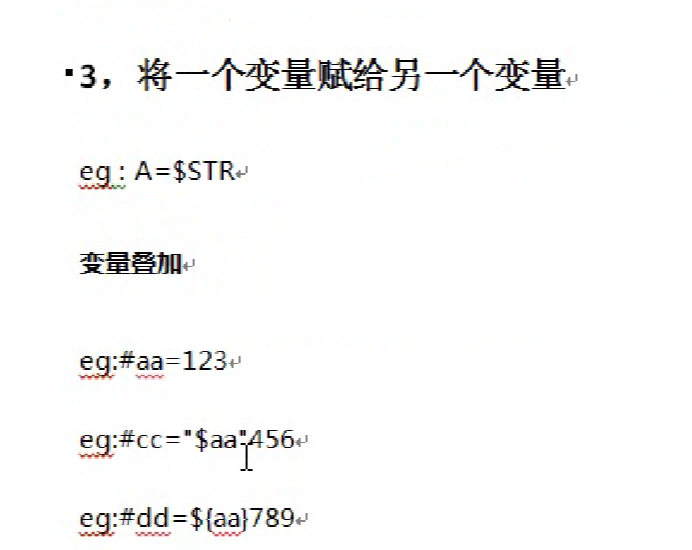 ▪3，将一个变量赋给另一个变量
eg : A=$STR
变量叠加
eg:#aa=123
eg:#cc="$aa"456
eg:#dd=${aa}789